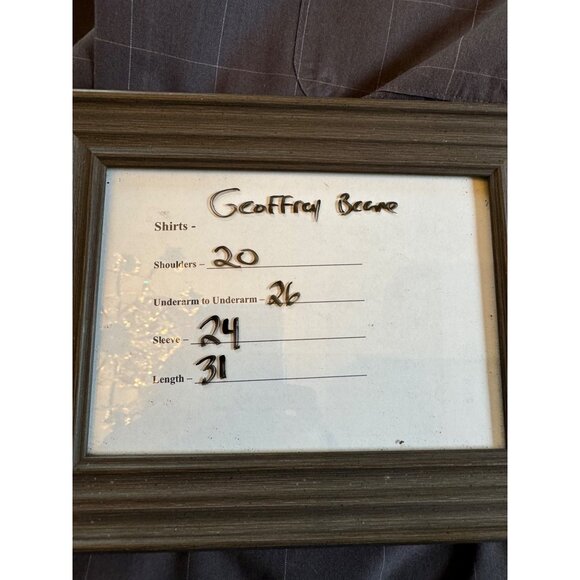 Geoffrey Beene
Shirts -
Shoulders – 20
Underarm to Underarm – 26
Sleeve – 24
Length – 31